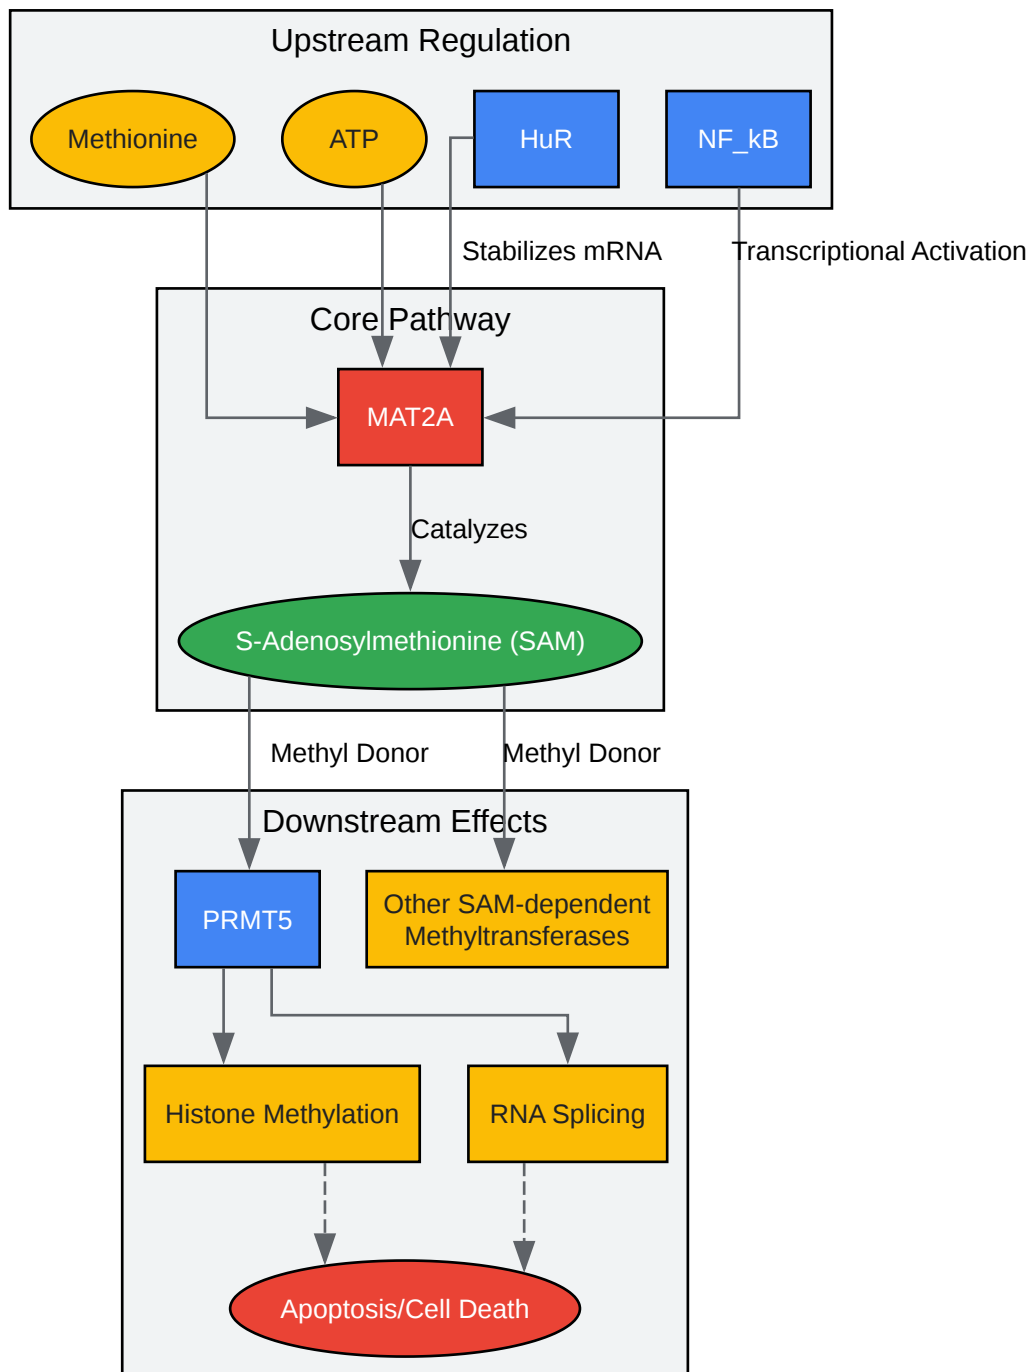 Upstream Regulation
Methionine
ATP
HuR
NF_kB
Stabilizes mRNA
Transcriptional Activation
Core Pathway
MAT2A
Catalyzes
S-Adenosylmethionine (SAM)
Methyl Donor
Methyl Donor
Downstream Effects
PRMT5
Other SAM-dependent
Methyltransferases
Histone Methylation
RNA Splicing
Apoptosis/Cell Death